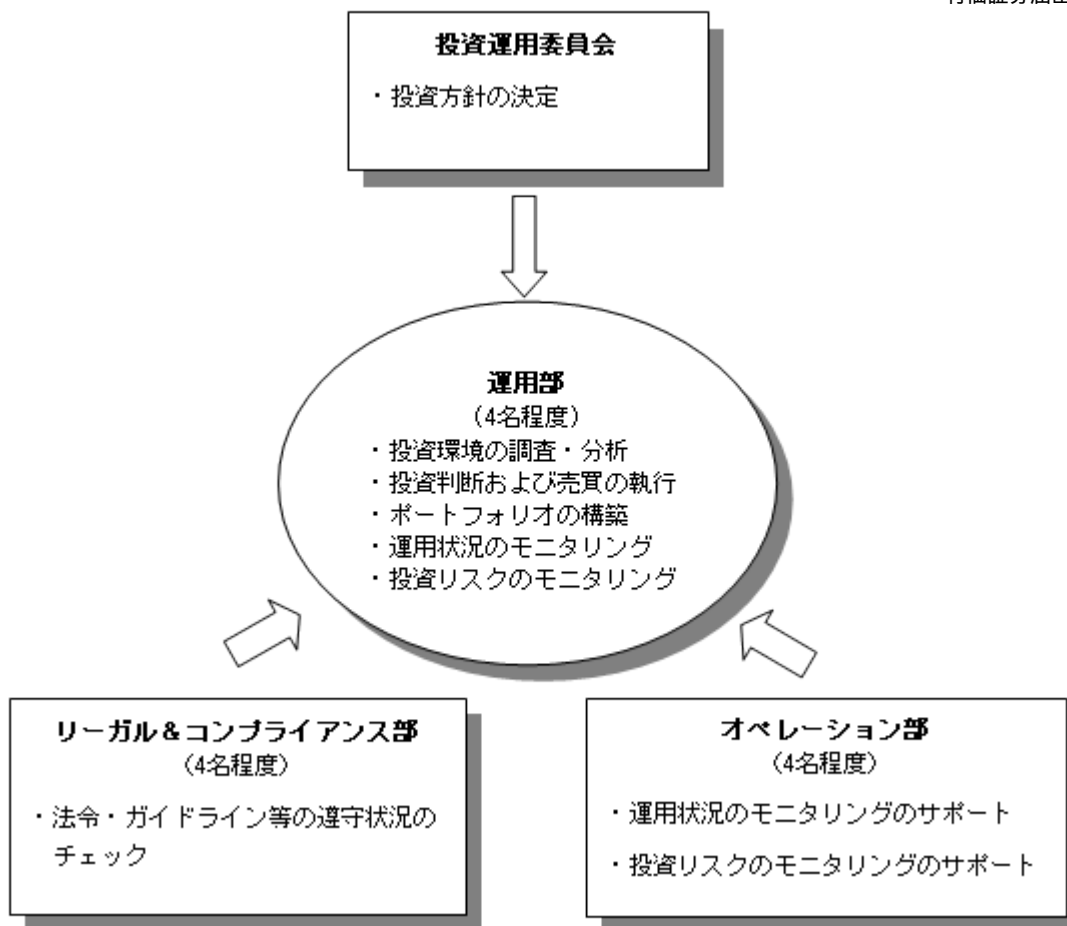 投資運用委員会
・投資方針の決定
運用部
（4名程度）
・投資環境の調査・分析
・投資判断および売買の執行
・ポートフォリオの構築
・運用状況のモニタリング
・投資リスクのモニタリング
リーガル＆コンプライアンス部
（4名程度）
・法令・ガイドライン等の遵守状況の
チェック
オペレーション部
（4名程度）
・運用状況のモニタリングのサポート
・投資リスクのモニタリングのサポート